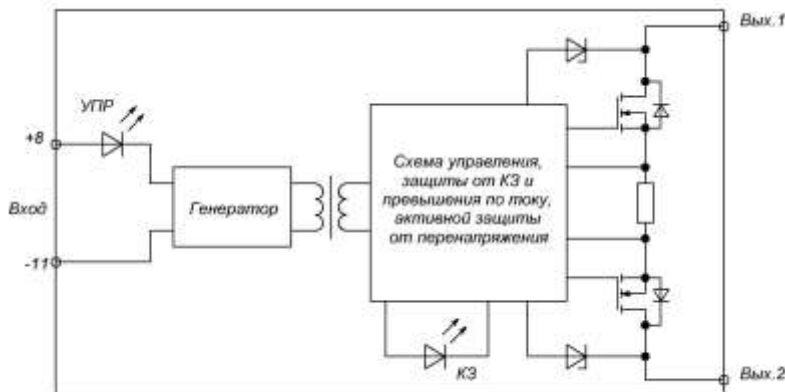 Вых.1
УПР
+8
Вход
-11
Генератор
Схема управления,
защиты от КЗ и
превышения по току,
активной защиты
от перенапряжения
КЗ
Вых.2